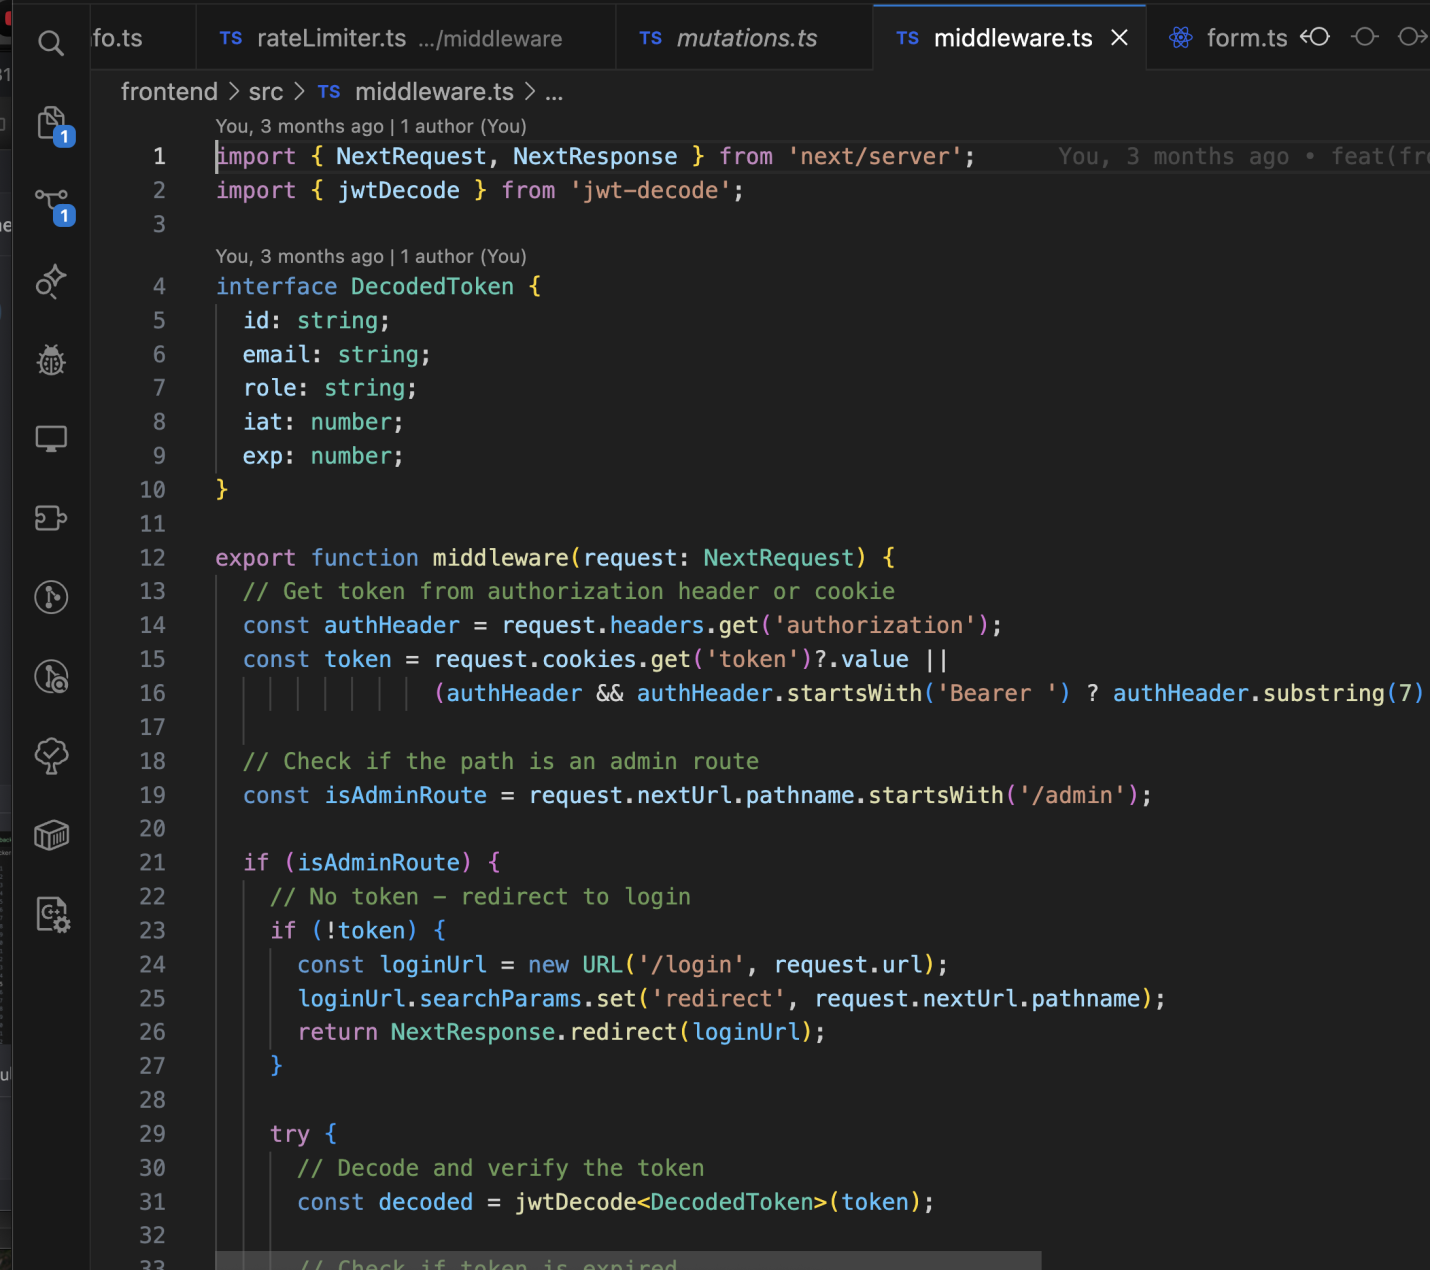 fo.ts
TS rateLimiter.ts .../middleware
TS mutations.ts
TS middleware.ts
form.ts
frontend > src > TS middleware.ts > ...
You, 3 months ago | 1 author (You)
1 import { NextRequest, NextResponse } from 'next/server'; You, 3 months ago • feat(fr
2 import { jwtDecode } from 'jwt-decode';
3
You, 3 months ago | 1 author (You)
4 interface DecodedToken {
5 id: string;
6 email: string;
7 role: string;
8 iat: number;
9 exp: number;
10 }
11
12 export function middleware(request: NextRequest) {
13 // Get token from authorization header or cookie
14 const authHeader = request.headers.get('authorization');
15 const token = request.cookies.get('token')?.value ||
16 (authHeader && authHeader.startsWith('Bearer ') ? authHeader.substring(7)
17
18 // Check if the path is an admin route
19 const isAdminRoute = request.nextUrl.pathname.startsWith('/admin');
20
21 if (isAdminRoute) {
22 // No token – redirect to login
23 if (!token) {
24 const loginUrl = new URL('/login', request.url);
25 loginUrl.searchParams.set('redirect', request.nextUrl.pathname);
26 return NextResponse.redirect(loginUrl);
27 }
28
29 try {
30 // Decode and verify the token
31 const decoded = jwtDecode<DecodedToken>(token);
32
33 // Check if token is expired
1
1